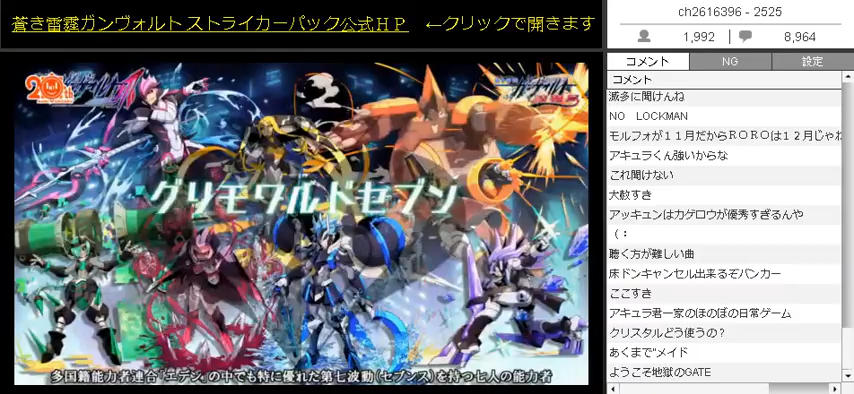 蒼き雷霆ガンヴォルト ストライカーパック公式ＨＰ　←クリックで開きます
20th
グリモワルドセブン
多国籍能力者連合『エデン』の中でも特に優れた第七波動(セブンス)を持つ七人の能力者
ch2616396 - 2525
1,992 8,964
コメント NG 設定
コメント
滅多に聞けんね
NO　LOCKMAN
モルフォが１１月だからＲＯＲＯは１２月じゃね
アキュラくん強いからな
これ聞けない
大数すき
アッキュンはカゲロウが優秀すぎるんや
（：
聴く方が難しい曲
床ドンキャンセル出来るぞバンカー
ここすき
アキュラ君一家のほのぼの日常ゲーム
クリスタルどう使うの？
あくまで"メイド
ようこそ地獄のGATE